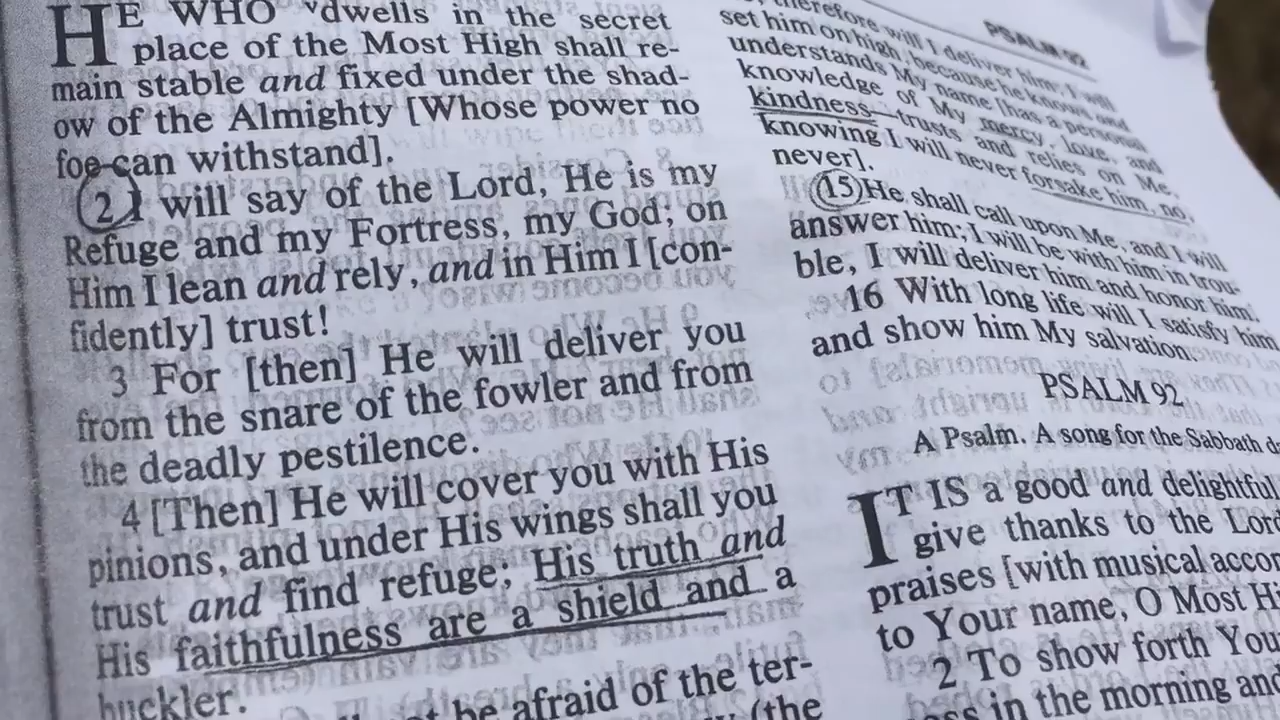 HE WHO vdwells in the secret
place of the Most High shall re-
main stable and fixed under the shad-
ow of the Almighty [Whose power no
foe can withstand].
2 I will say of the Lord, He is my
Refuge and my Fortress, my God; on
Him I lean and rely, and in Him I [con-
fidently] trust!
3 For [then] He will deliver you
from the snare of the fowler and from
the deadly pestilence.
4 [Then] He will cover you with His
pinions, and under His wings shall you
trust and find refuge; His truth and
His faithfulness are a shield and a
buckler.
be afraid of the ter-
(the
PSALM 92
therefore will I deliver him; I will
set him on high, because he knows and
understands My name [has a personal
knowledge of My mercy, love, and
kindness—trusts and relies on Me,
knowing I will never forsake him, no,
never].
15 He shall call upon Me, and I will
answer him; I will be with him in trou-
ble, I will deliver him and honor him.
16 With long life will I satisfy him
and show him My salvation.
PSALM 92
A Psalm. A song for the Sabbath d
IT IS a good and delightful
give thanks to the Lord
praises [with musical accom
to Your name, O Most Hi
2 To show forth You
ess in the morning and